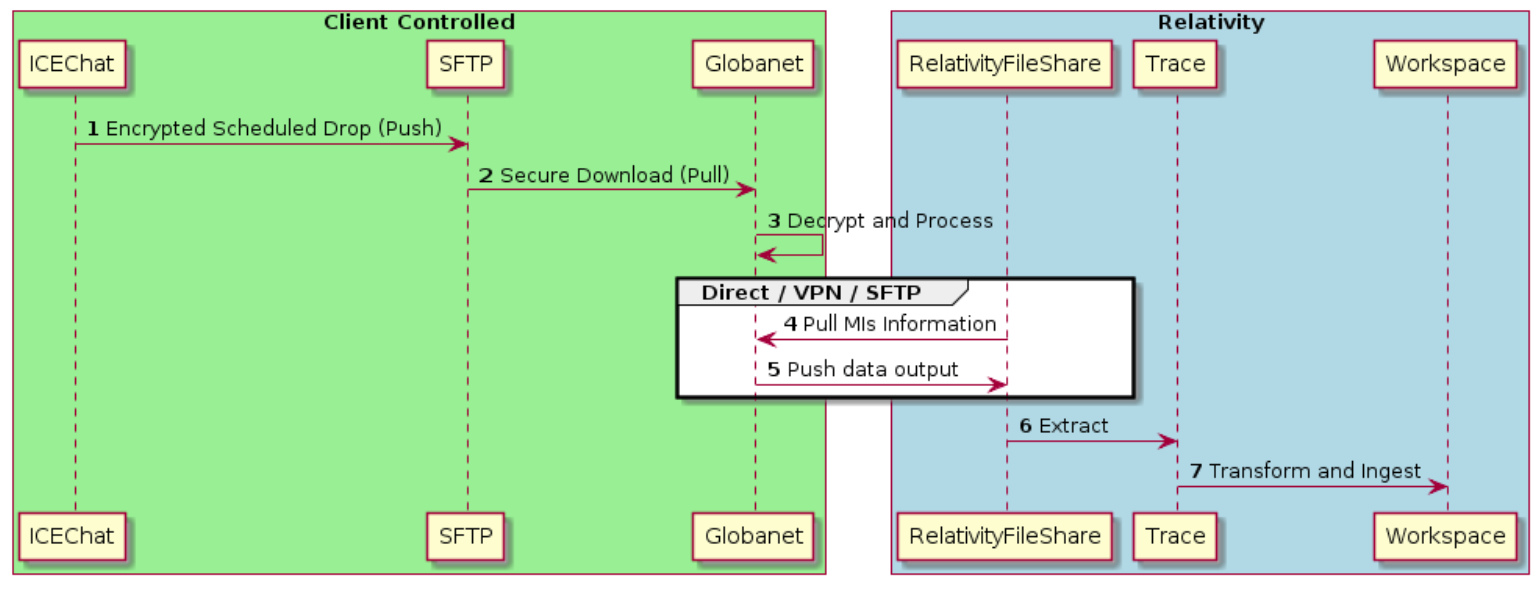 Client Controlled
Relativity
ICEChat
SFTP
Globanet
RelativityFileShare
Trace
Workspace
1 Encrypted Scheduled Drop (Push)
2 Secure Download (Pull)
3 Decrypt and Process
Direct / VPN / SFTP
4 Pull MIs Information
5 Push data output
6 Extract
7 Transform and Ingest
ICEChat
SFTP
Globanet
RelativityFileShare
Trace
Workspace